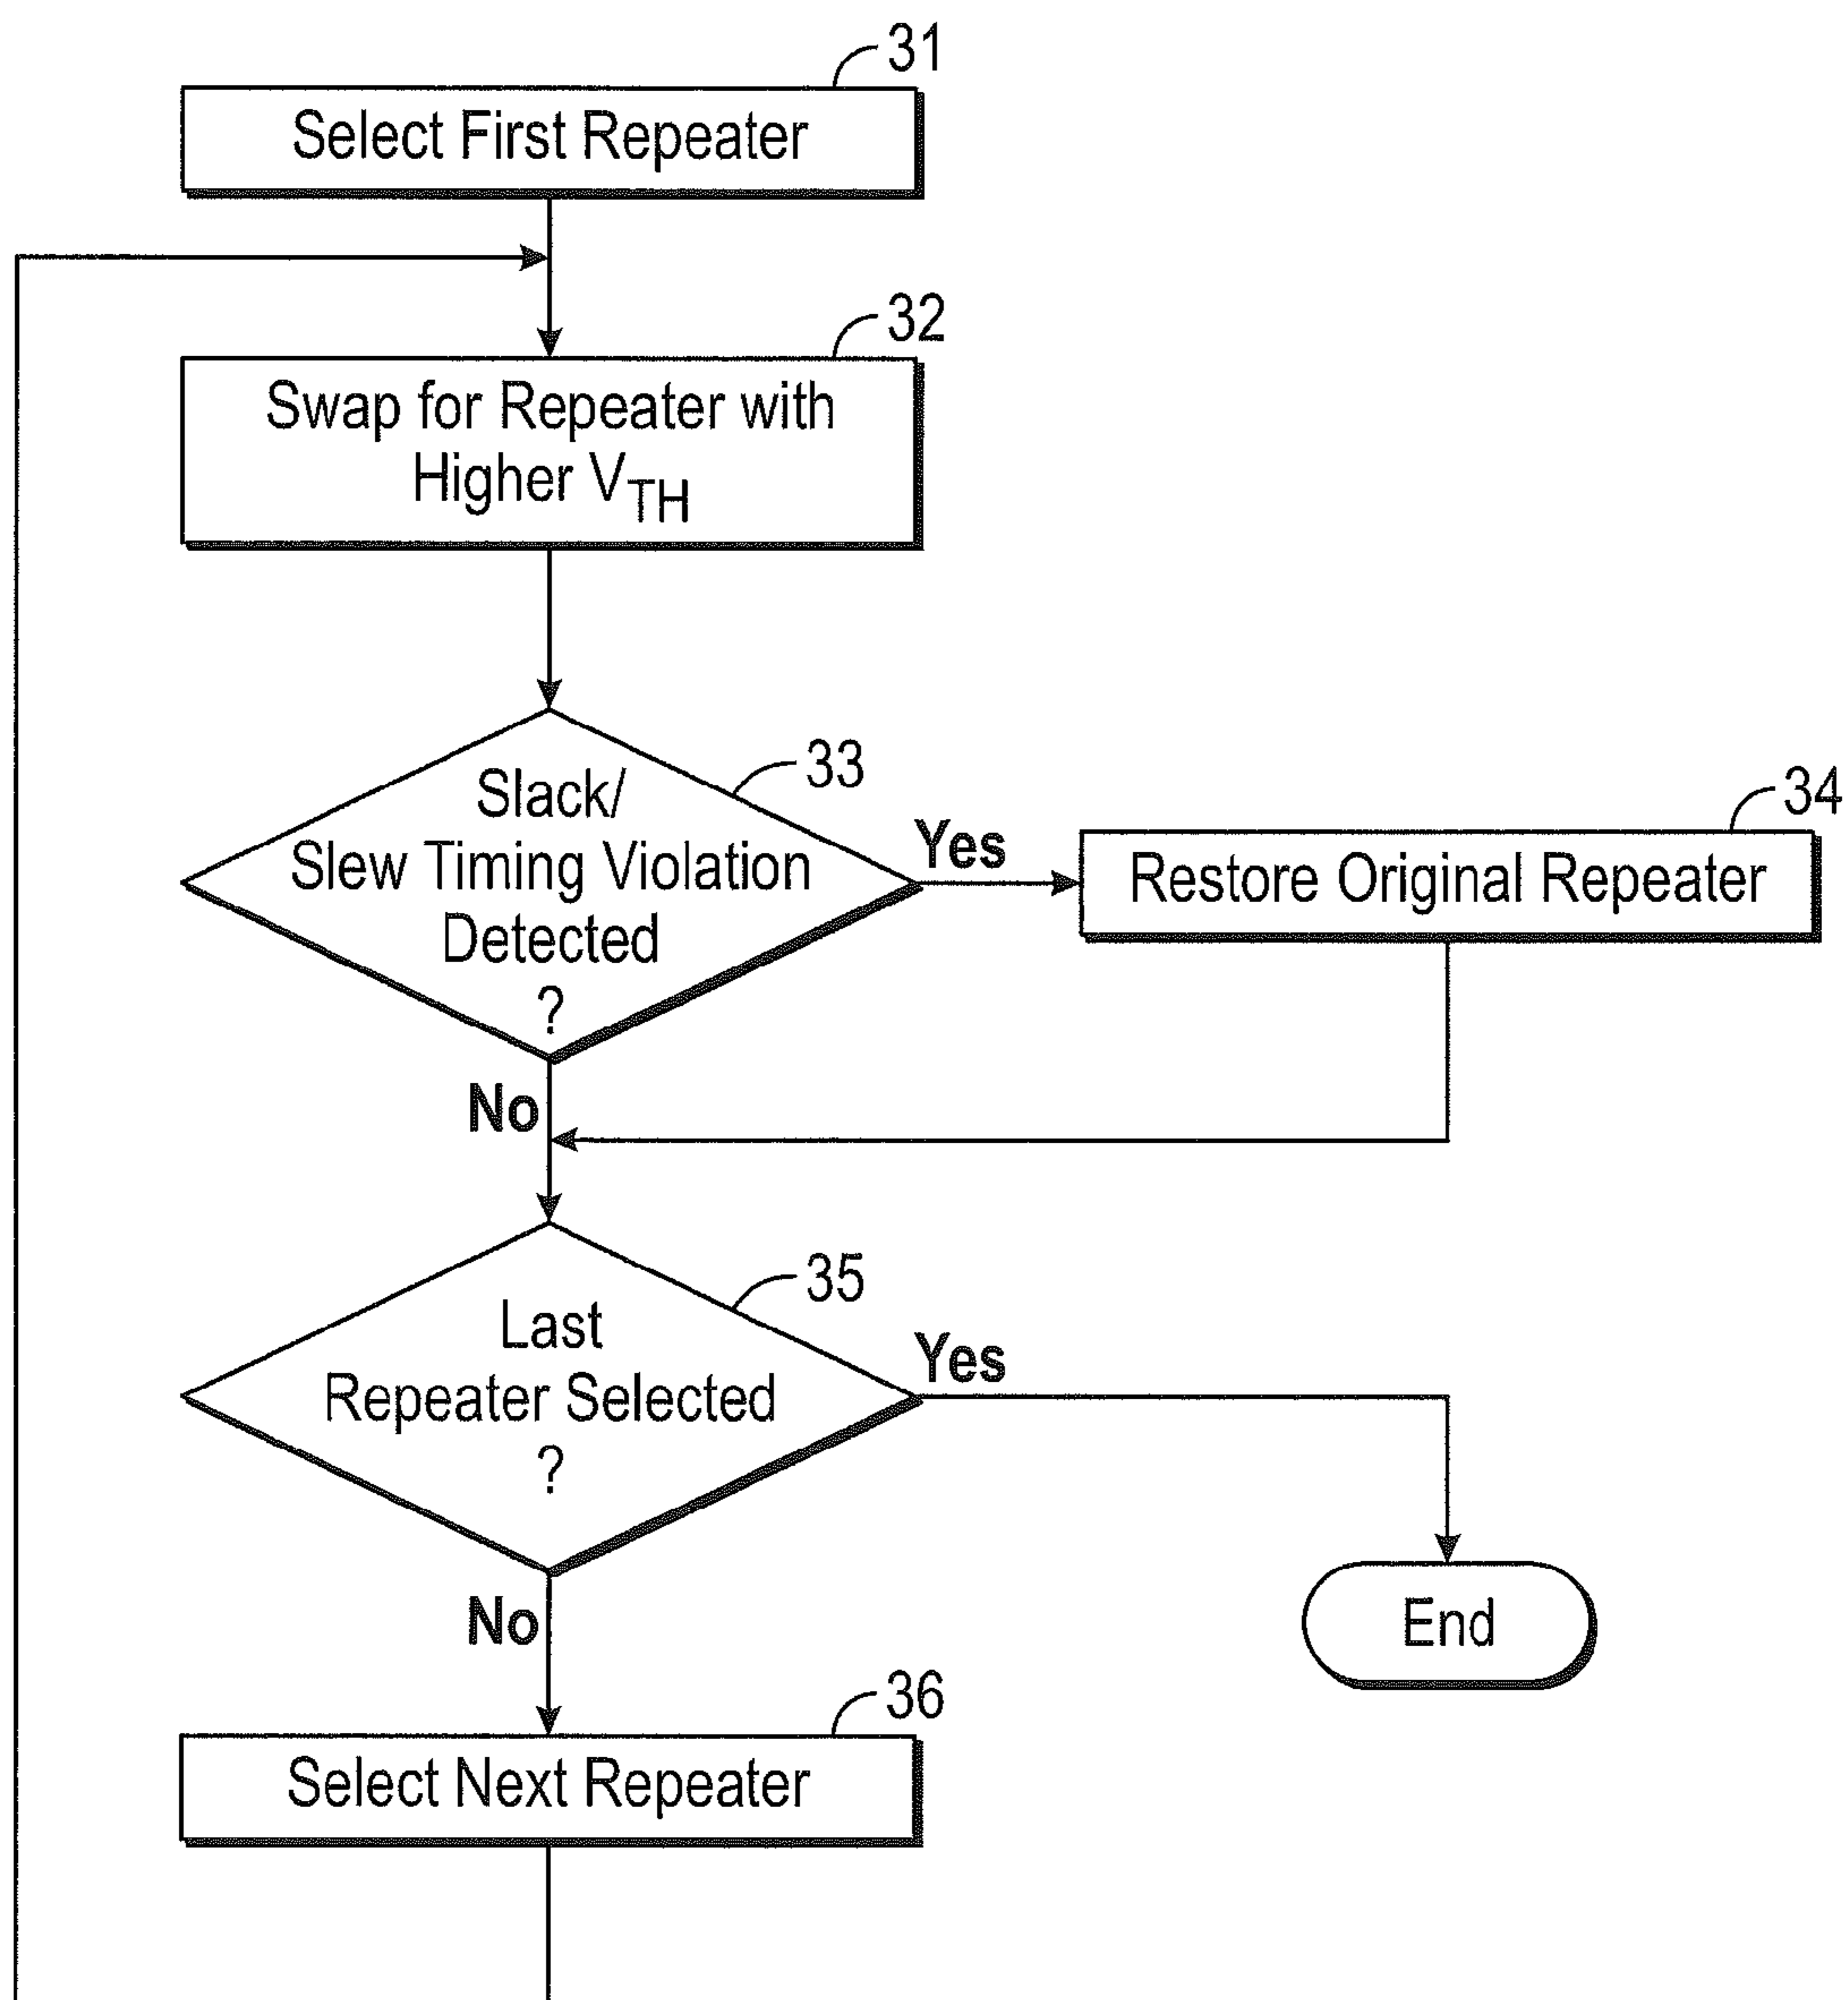 31
Select First Repeater
32
Swap for Repeater with
Higher VTH
33
Slack/
Slew Timing Violation
Detected
?
Yes
34
Restore Original Repeater
No
35
Last
Repeater Selected
?
Yes
No
End
36
Select Next Repeater